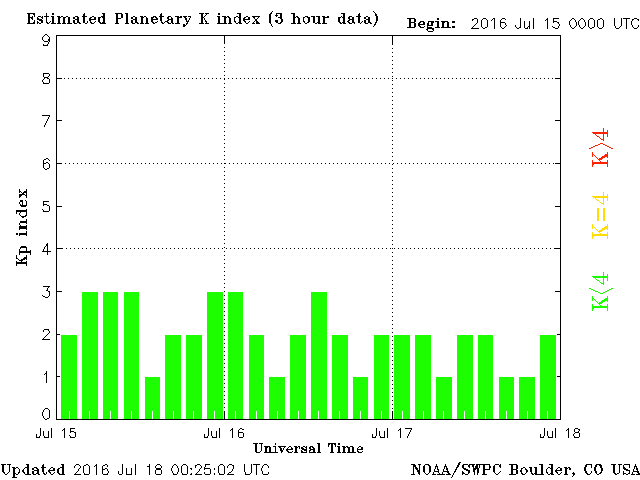 Estimated Planetary K index (3 hour data) Begin: 2016 Jul 15 0000 UTC
9
8
7
6
5
4
3
2
1
0
Kp index
K>4
K=4
K<4
Jul 15 Jul 16 Jul 17 Jul 18
Universal Time
Updated 2016 Jul 18 00:25:02 UTC NOAA/SWPC Boulder, CO USA